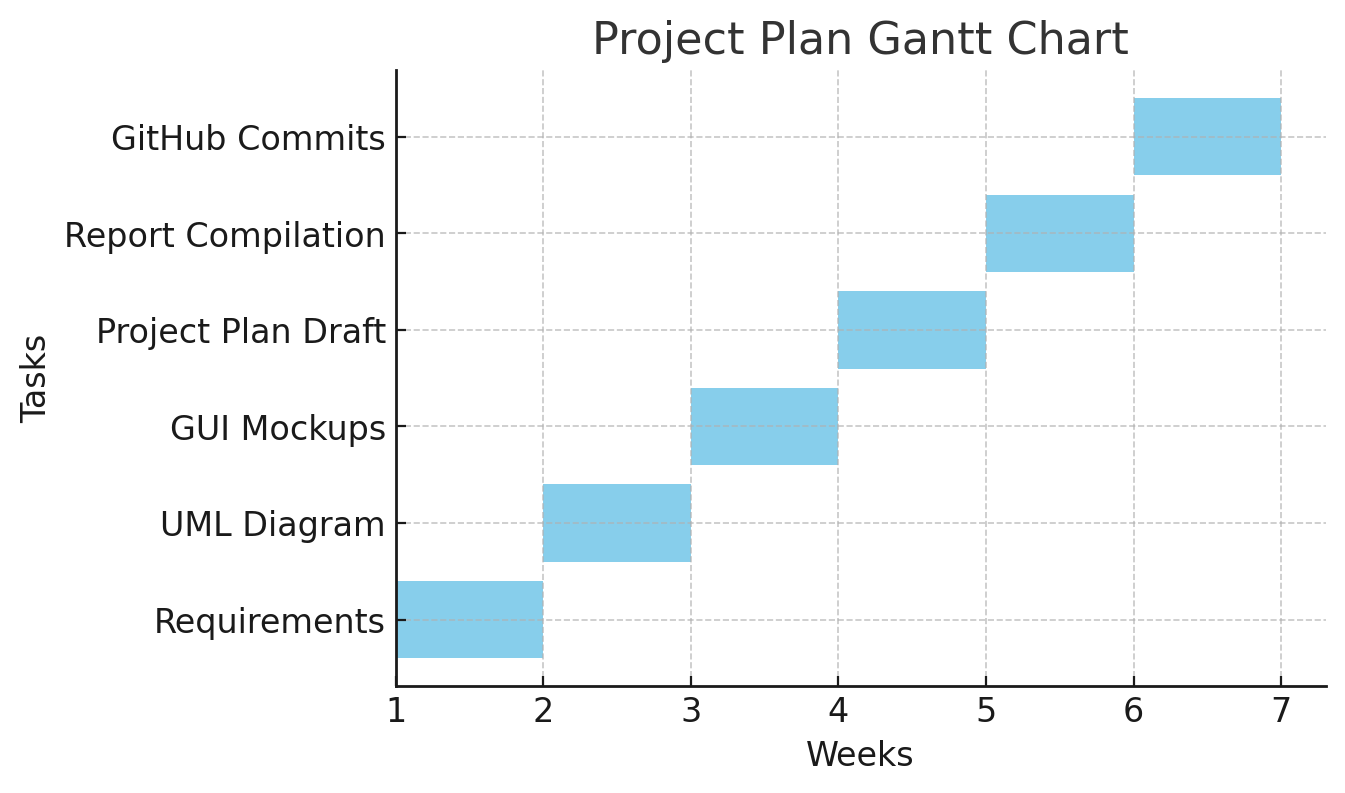 Project Plan Gantt Chart
GitHub Commits
Report Compilation
Project Plan Draft
GUI Mockups
UML Diagram
Requirements
Tasks
1 2 3 4 5 6 7
Weeks